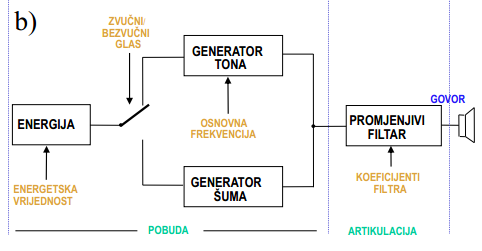 b)
ZVUČNI/
BEZVUČNI
GLAS
GENERATOR
TONA
GOVOR
ENERGIJA
OSNOVNA
FREKVENCIJA
PROMJENJIVI
FILTAR
ENERGETSKA
VRIJEDNOST
GENERATOR
ŠUMA
KOEFICIJENTI
FILTRA
POBUDA
ARTIKULACIJA